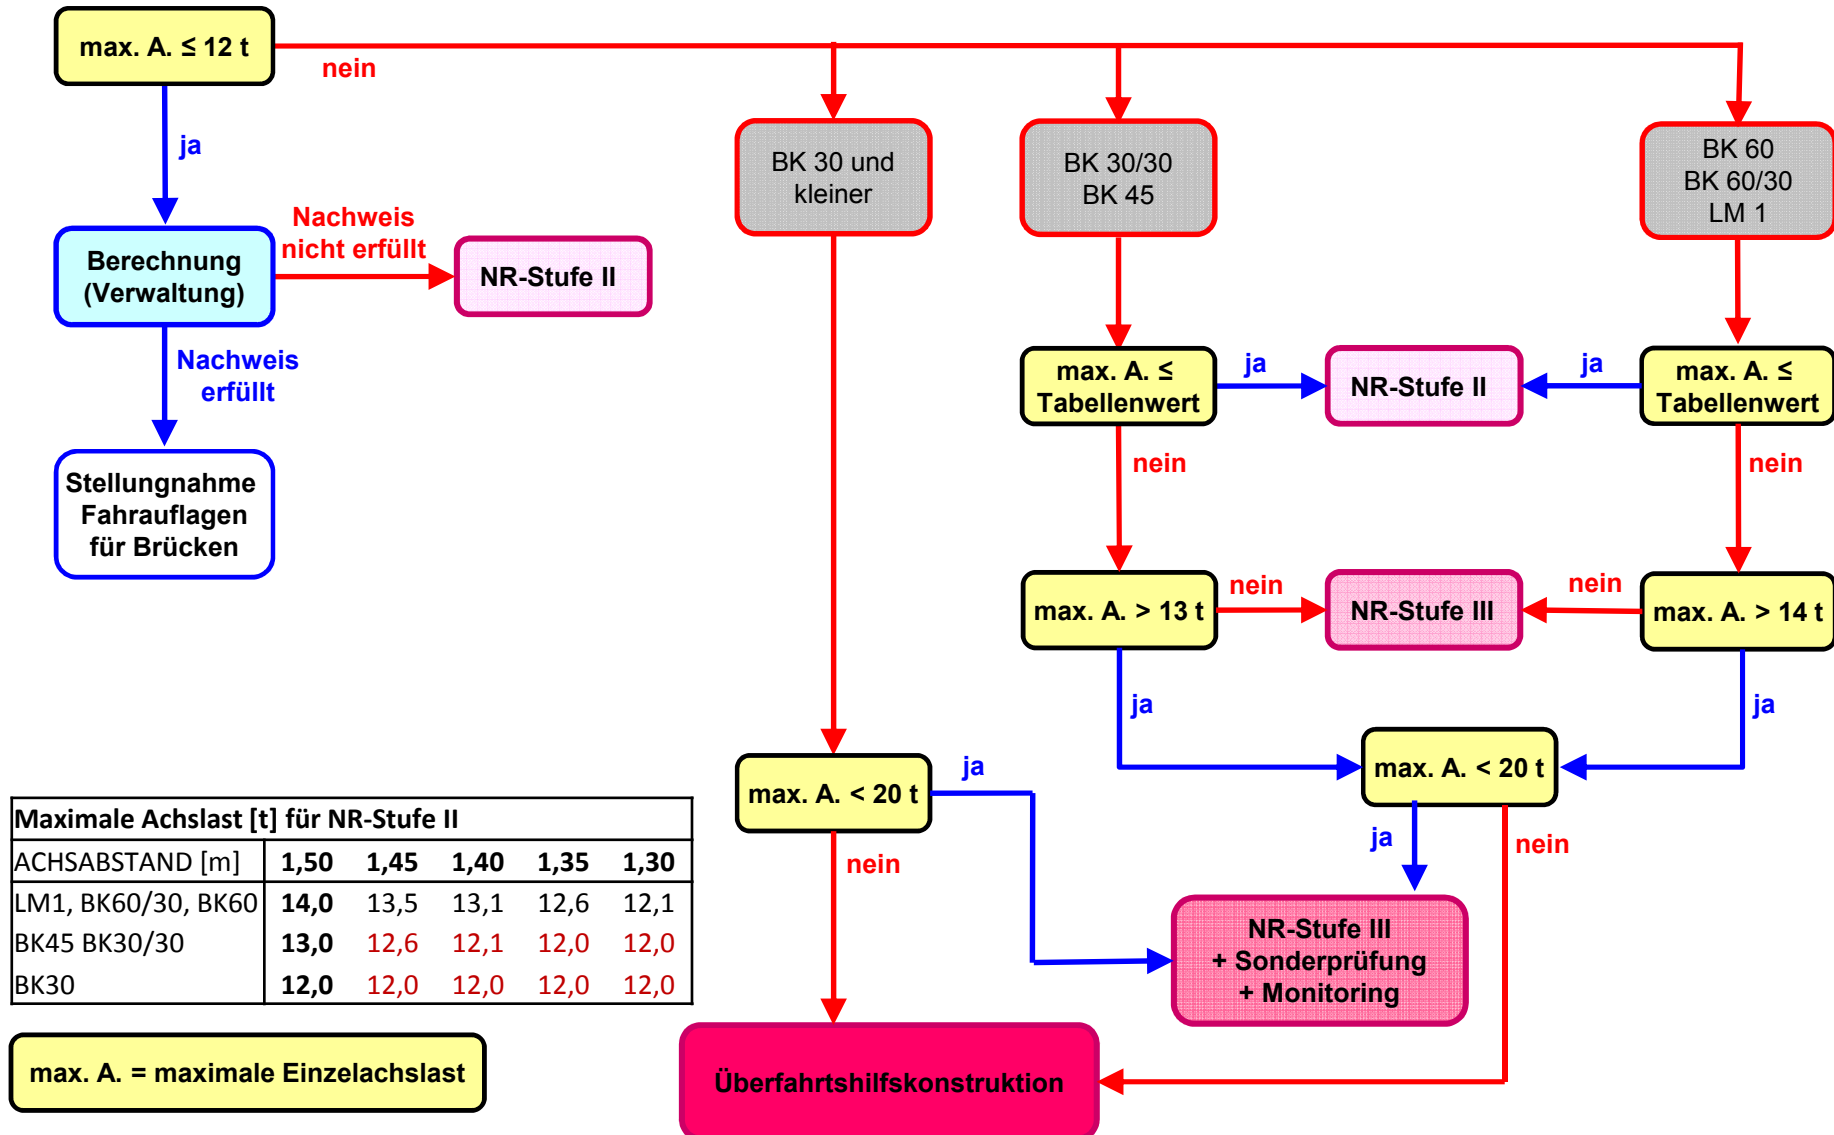 max. A. ≤ 12 t
nein
ja
BK 30 und
kleiner
BK 30/30
BK 45
BK 60
BK 60/30
LM 1
Berechnung
(Verwaltung)
Nachweis
nicht erfüllt
NR-Stufe II
Nachweis
erfüllt
Stellungnahme
Fahrauflagen
für Brücken
max. A. ≤
Tabellenwert
ja
NR-Stufe II
ja
max. A. ≤
Tabellenwert
nein
nein
max. A. > 13 t
nein
NR-Stufe III
nein
max. A. > 14 t
ja
ja
max. A. < 20 t
ja
nein
max. A. < 20 t
ja
nein
NR-Stufe III
+ Sonderprüfung
+ Monitoring
Überfahrtshilfskonstruktion
Maximale Achslast [t] für NR-Stufe II
ACHSABSTAND [m] 1,50 1,45 1,40 1,35 1,30
LM1, BK60/30, BK60 14,0 13,5 13,1 12,6 12,1
BK45 BK30/30 13,0 12,6 12,1 12,0 12,0
BK30 12,0 12,0 12,0 12,0 12,0
max. A. = maximale Einzelachslast